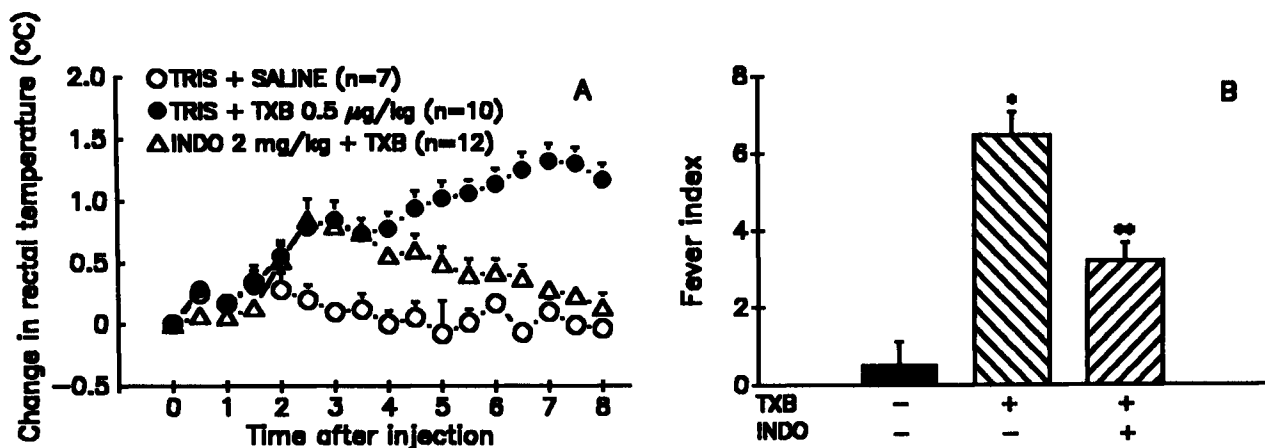 Change in rectal temperature (ºC)
2.0
1.5
1.0
0.5
0
−0.5
TRIS + SALINE (n=7)
TRIS + TXB 0.5 µg/kg (n=10)
INDO 2 mg/kg + TXB (n=12)
A
0 1 2 3 4 5 6 7 8
Time after injection
Fever index
8
6
4
2
0
*
**
B
TXB − + +
INDO − − +